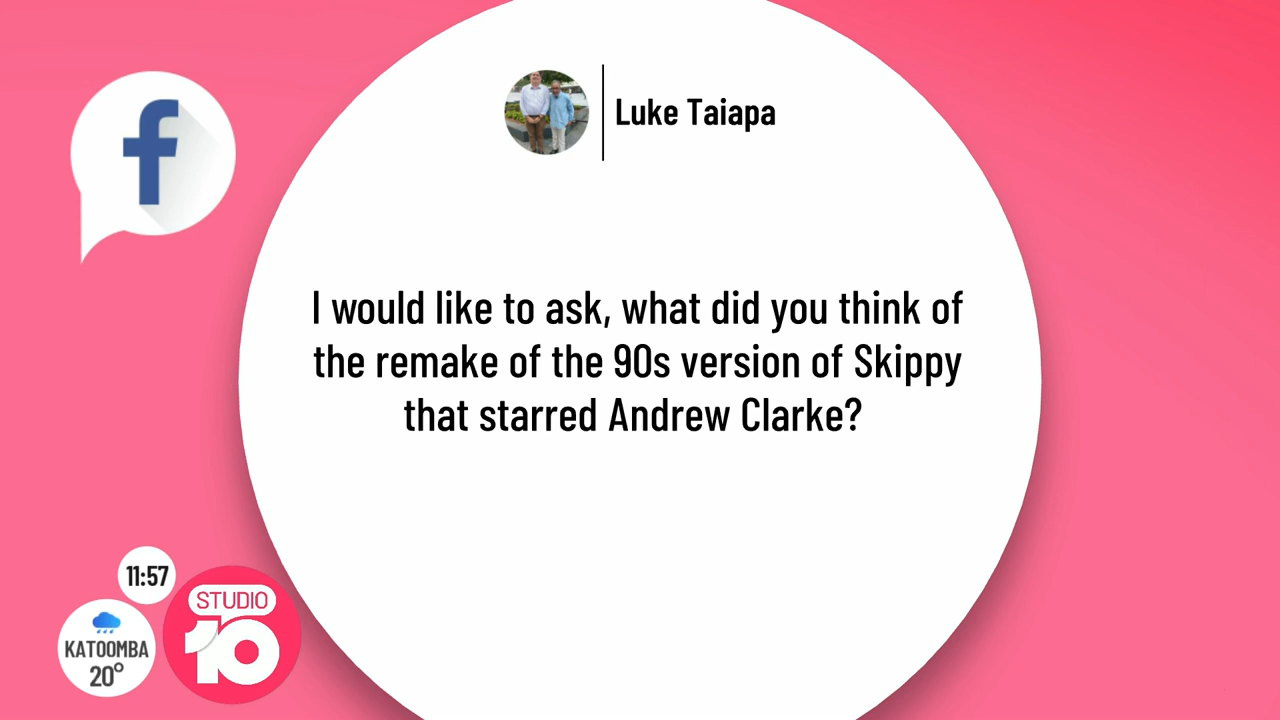 Luke Taiapa
I would like to ask, what did you think of
the remake of the 90s version of Skippy
that starred Andrew Clarke?
11:57
KATOOMBA
20°
STUDIO
10